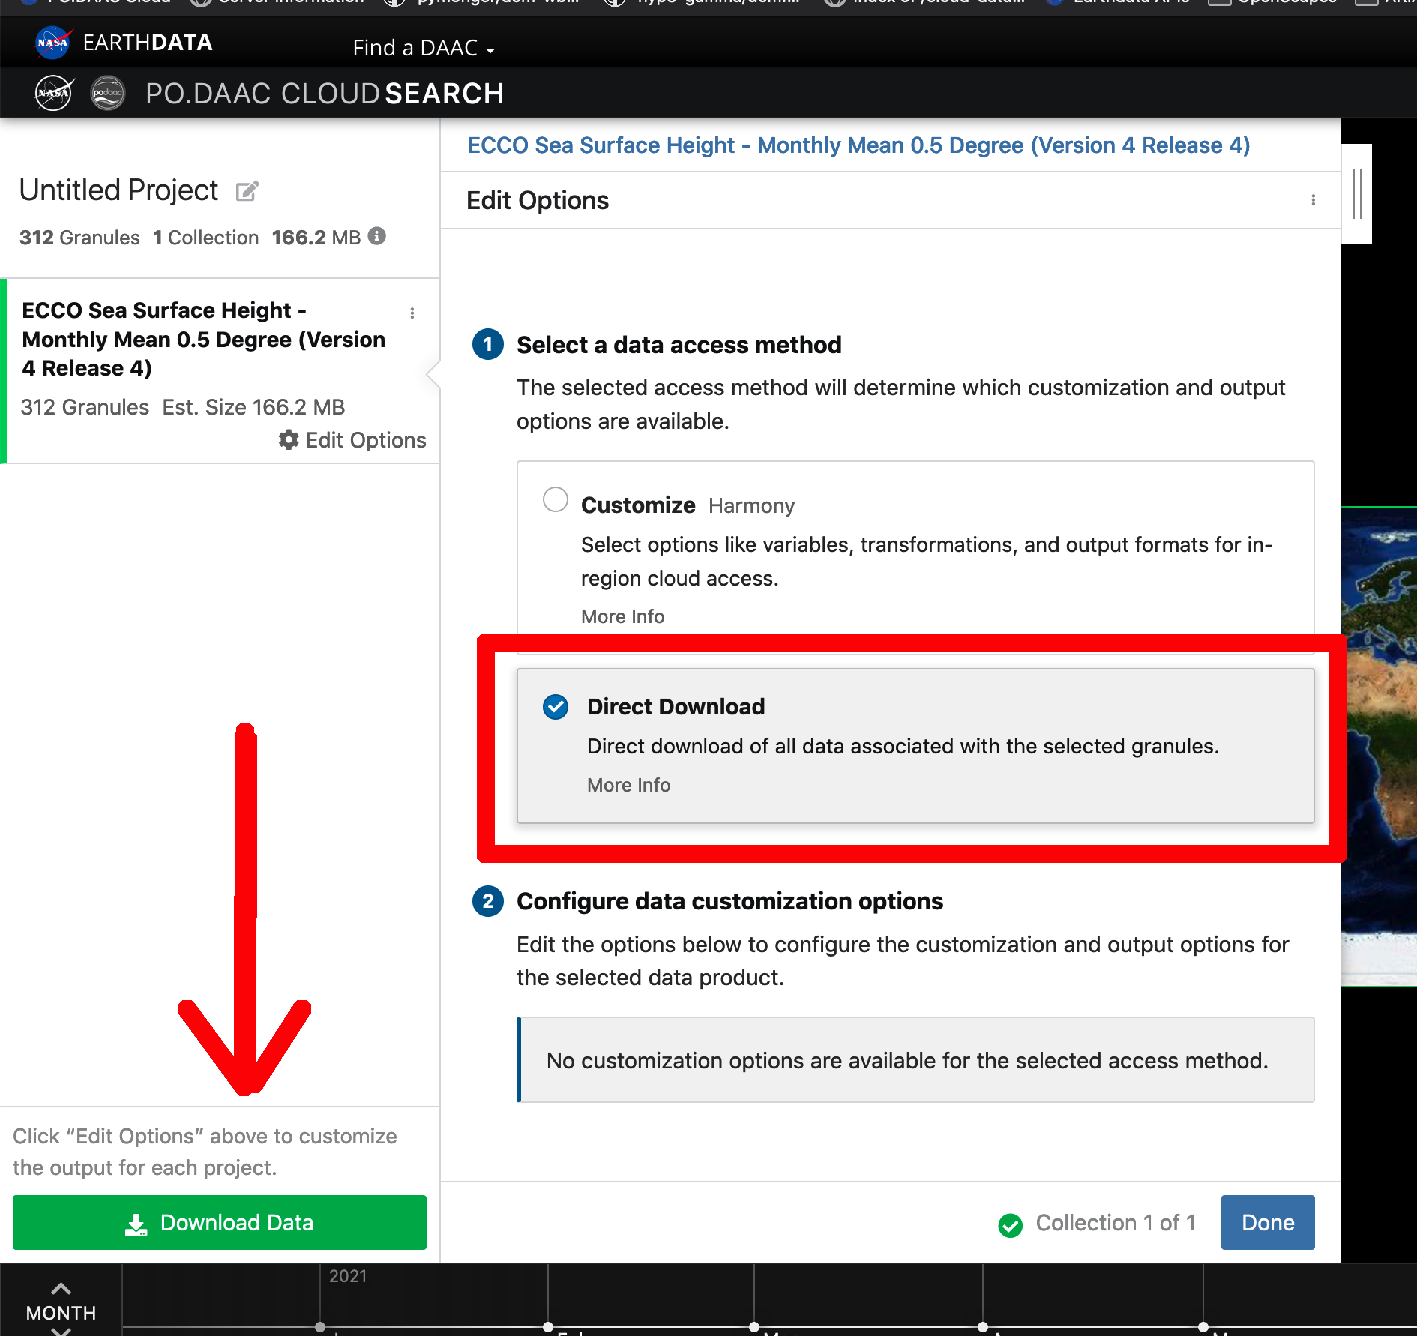 EARTHDATA
Find a DAAC
PO.DAAC CLOUDSEARCH
ECCO Sea Surface Height - Monthly Mean 0.5 Degree (Version 4 Release 4)
Untitled Project
312 Granules 1 Collection 166.2 MB
Edit Options
ECCO Sea Surface Height -
Monthly Mean 0.5 Degree (Version
4 Release 4)
312 Granules Est. Size 166.2 MB
Edit Options
1 Select a data access method
The selected access method will determine which customization and output
options are available.
Customize Harmony
Select options like variables, transformations, and output formats for in-
region cloud access.
More Info
Direct Download
Direct download of all data associated with the selected granules.
More Info
2 Configure data customization options
Edit the options below to configure the customization and output options for
the selected data product.
No customization options are available for the selected access method.
Click “Edit Options” above to customize
the output for each project.
Download Data
Collection 1 of 1
Done
2021
MONTH